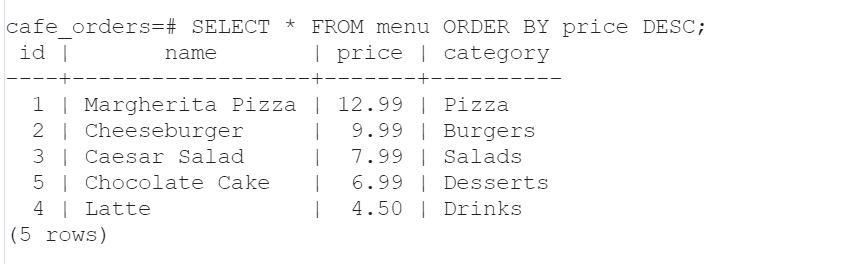 cafe_orders=# SELECT * FROM menu ORDER BY price DESC;
 id |       name       | price | category
----+------------------+-------+----------
  1 | Margherita Pizza | 12.99 | Pizza
  2 | Cheeseburger     |  9.99 | Burgers
  3 | Caesar Salad     |  7.99 | Salads
  5 | Chocolate Cake   |  6.99 | Desserts
  4 | Latte            |  4.50 | Drinks
(5 rows)